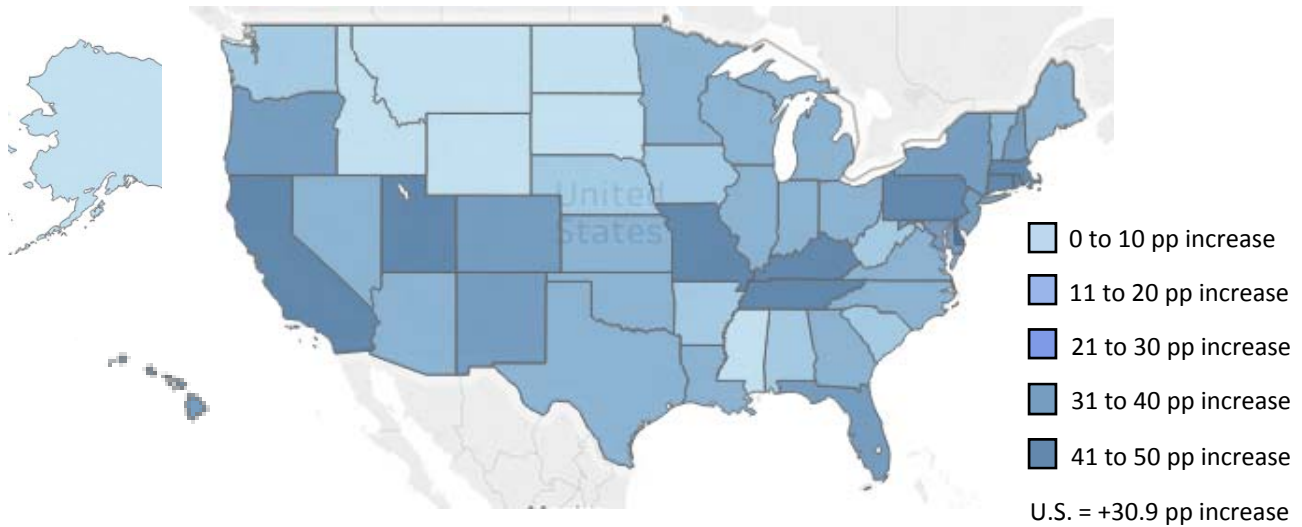 United
States
0 to 10 pp increase
11 to 20 pp increase
21 to 30 pp increase
31 to 40 pp increase
41 to 50 pp increase
U.S. = +30.9 pp increase